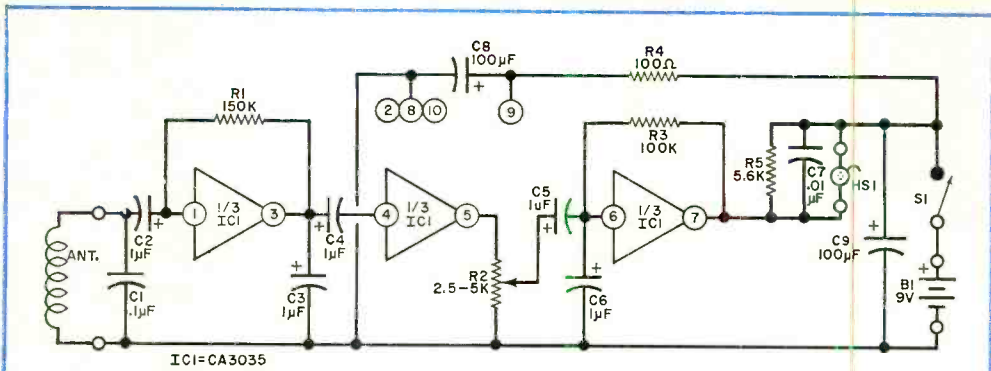 C8
100µF
R4
100Ω
R1
150K
2
8
10
9
R3
100K
R5
5.6K
C7
.01
µF
HS1
S1
1
1/3
IC1
3
4
1/3
IC1
5
C5
1µF
6
1/3
IC1
7
C2
1µF
C4
1µF
ANT.
C1
.1µF
C3
1µF
R2
2.5-5K
C6
1µF
C9
100µF
B1
9V
IC1=CA3035